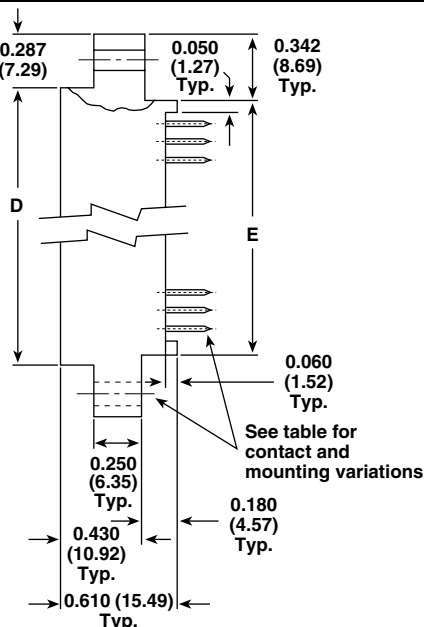 0.287
(7.29)
0.050
(1.27)
Typ.
0.342
(8.69)
Typ.
D
E
0.060
(1.52)
Typ.
See table for
contact and
mounting variations
0.250
(6.35)
Typ.
0.180
(4.57)
Typ.
0.430
(10.92)
Typ.
0.610 (15.49)
Typ.